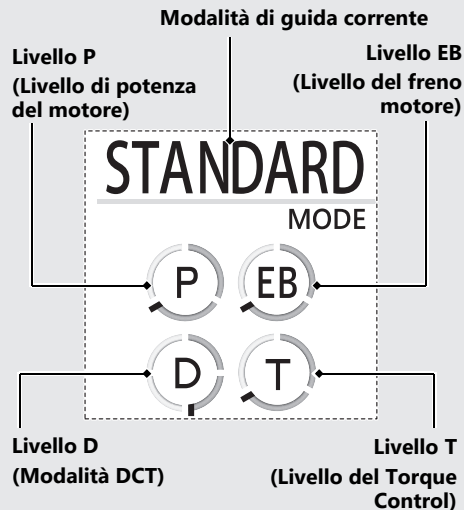 Modalità di guida corrente
Livello P
(Livello di potenza
del motore)
Livello EB
(Livello del freno
motore)
STANDARD
MODE
P
EB
D
T
Livello D
(Modalità DCT)
Livello T
(Livello del Torque
Control)